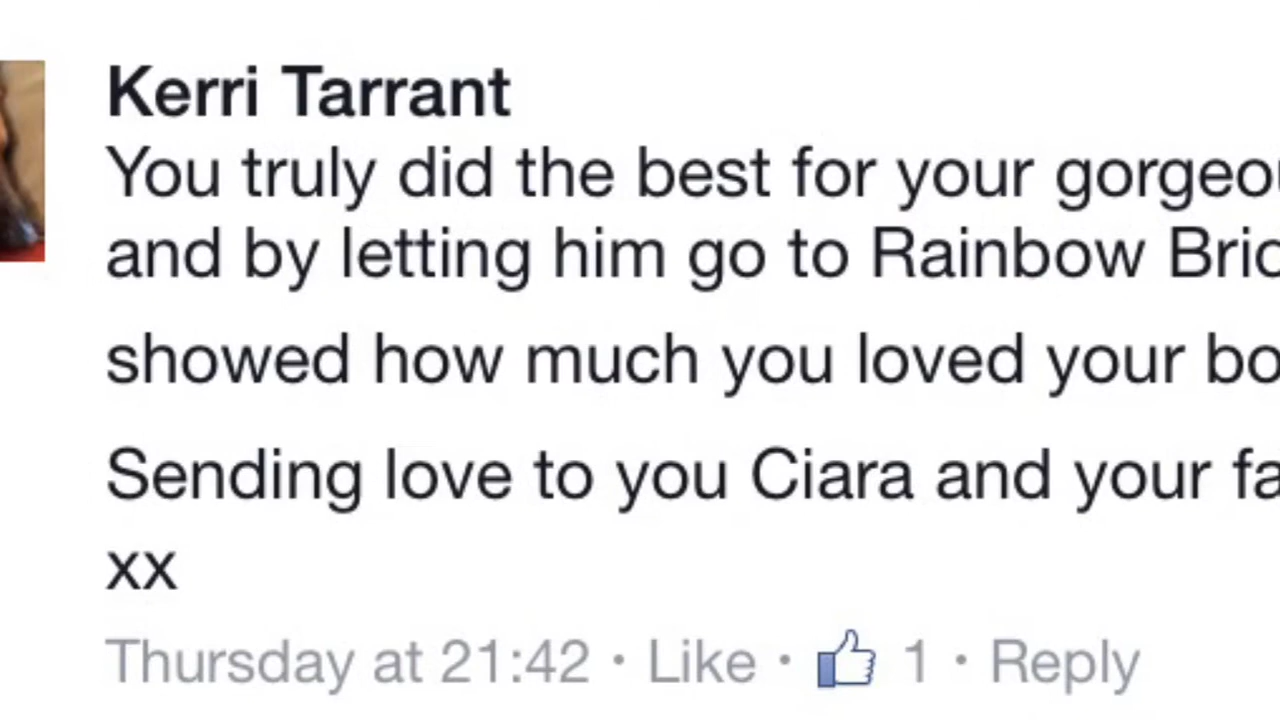 Kerri Tarrant
You truly did the best for your
and by letting him go to Rainbow
showed how much you loved your
Sending love to you Ciara and your
xx
Thursday at 21:42 · Like · 1 · Reply